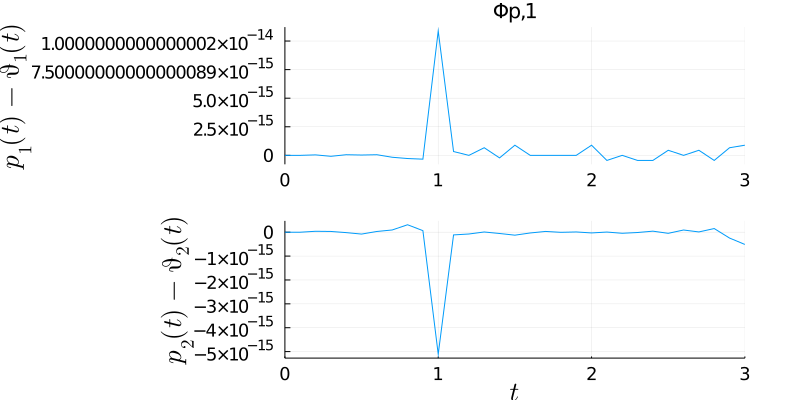 Φp,1
p₁(t) − ϑ₁(t)
1.0000000000000002×10⁻¹⁴
7.500000000000089×10⁻¹⁵
5.0×10⁻¹⁵
2.5×10⁻¹⁵
0
0 1 2 3
p₂(t) − ϑ₂(t)
0
−1×10⁻¹⁵
−2×10⁻¹⁵
−3×10⁻¹⁵
−4×10⁻¹⁵
−5×10⁻¹⁵
0 1 2 3
t